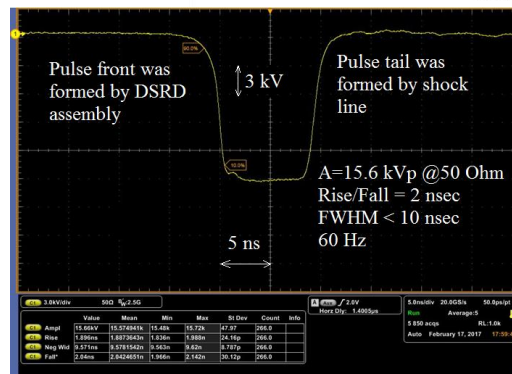 1
90.0%
Pulse front was
formed by DSRD
assembly
3 kV
Pulse tail was
formed by shock
line
10.0%
A=15.6 kVp @50 Ohm
Rise/Fall = 2 nsec
FWHM < 10 nsec
60 Hz
5 ns
C1 3.0kV/div 50Ω BW:2.5G
A Aux 2.0V
Horz Dly: 1.4005µs
5.0ns/div 20.0GS/s 50.0ps/pt
Run Average:5
5 850 acqs RL:1.0k
Auto February 17, 2017 17:59:4
Value Mean Min Max St Dev Count Info
C1 Ampl 15.66kV 15.574941k 15.48k 15.72k 47.97 266.0
C1 Rise 1.896ns 1.8873643n 1.836n 1.988n 24.16p 266.0
C1 Neg Wid 9.571ns 9.5781542n 9.563n 9.62n 8.787p 266.0
C1 Fall* 2.04ns 2.0424651n 1.966n 2.142n 30.12p 266.0